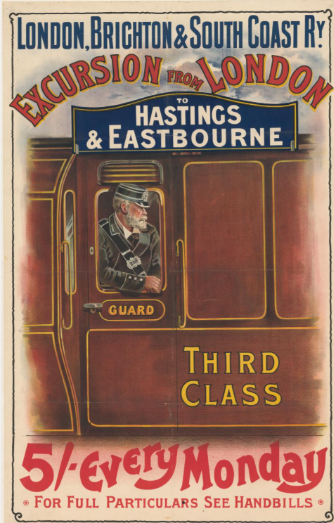 LONDON, BRIGHTON & SOUTH COAST RY.
EXCURSION FROM LONDON
TO
HASTINGS
& EASTBOURNE
GUARD
THIRD
CLASS
5/- Every Monday
FOR FULL PARTICULARS SEE HANDBILLS